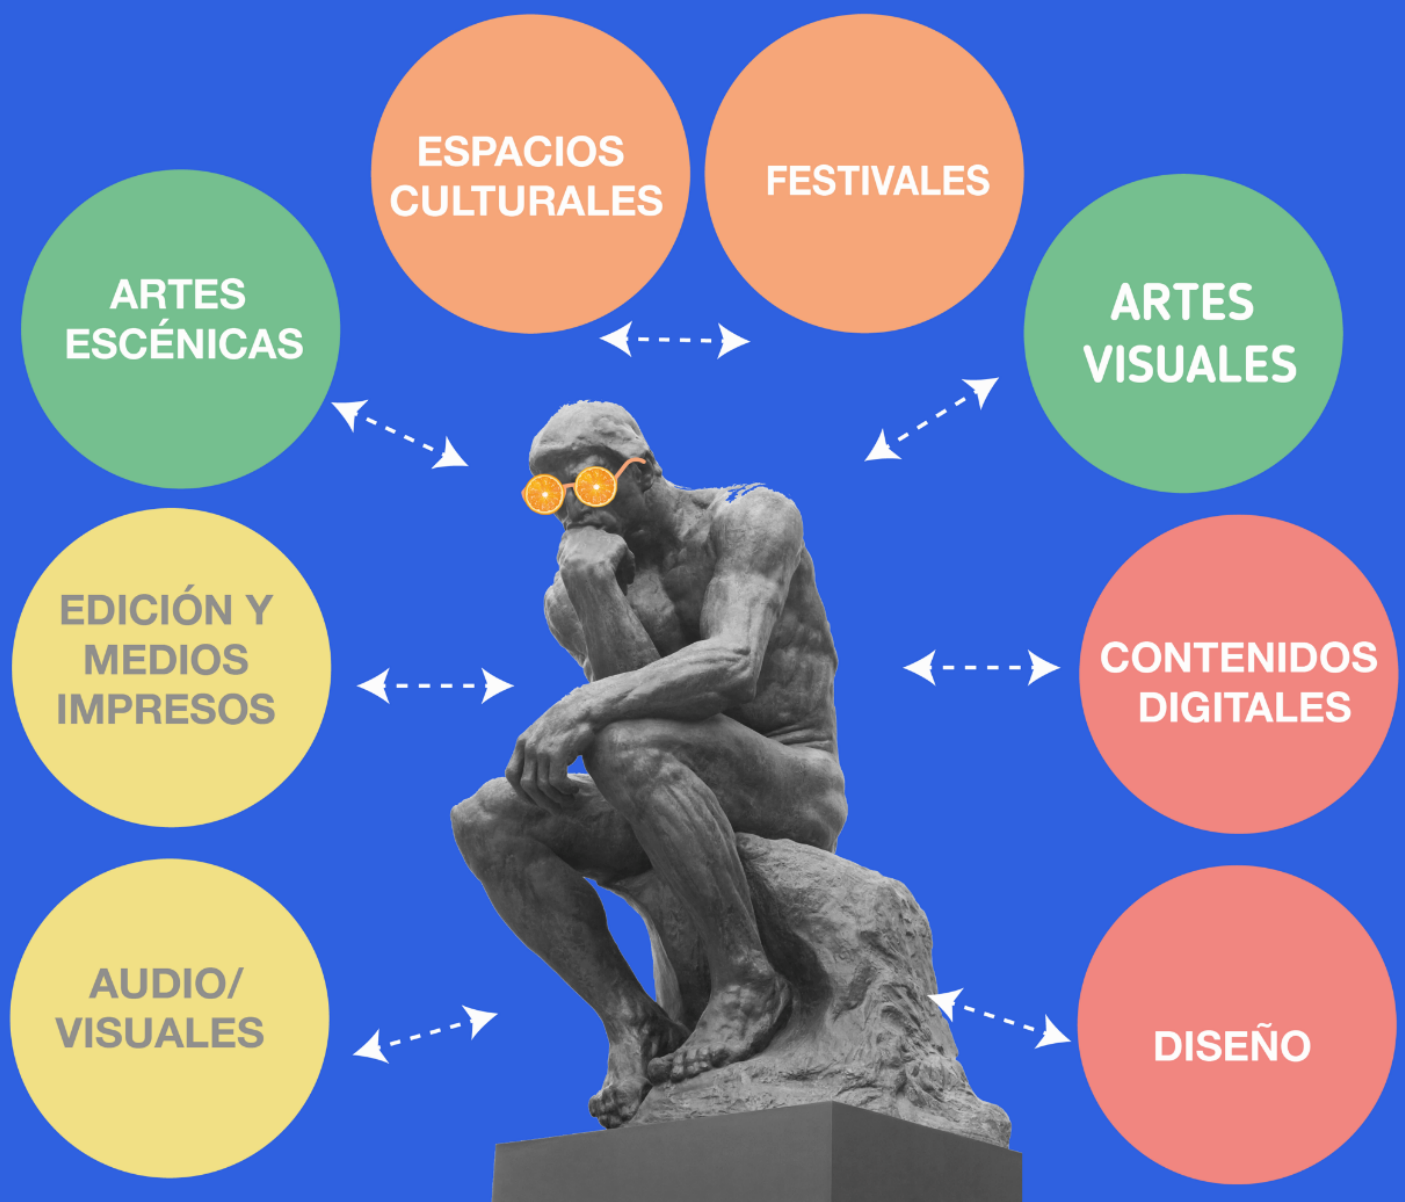 ESPACIOS
CULTURALES
FESTIVALES
ARTES
ESCÉNICAS
ARTES
VISUALES
EDICIÓN Y
MEDIOS
IMPRESOS
CONTENIDOS
DIGITALES
AUDIO/
VISUALES
DISEÑO